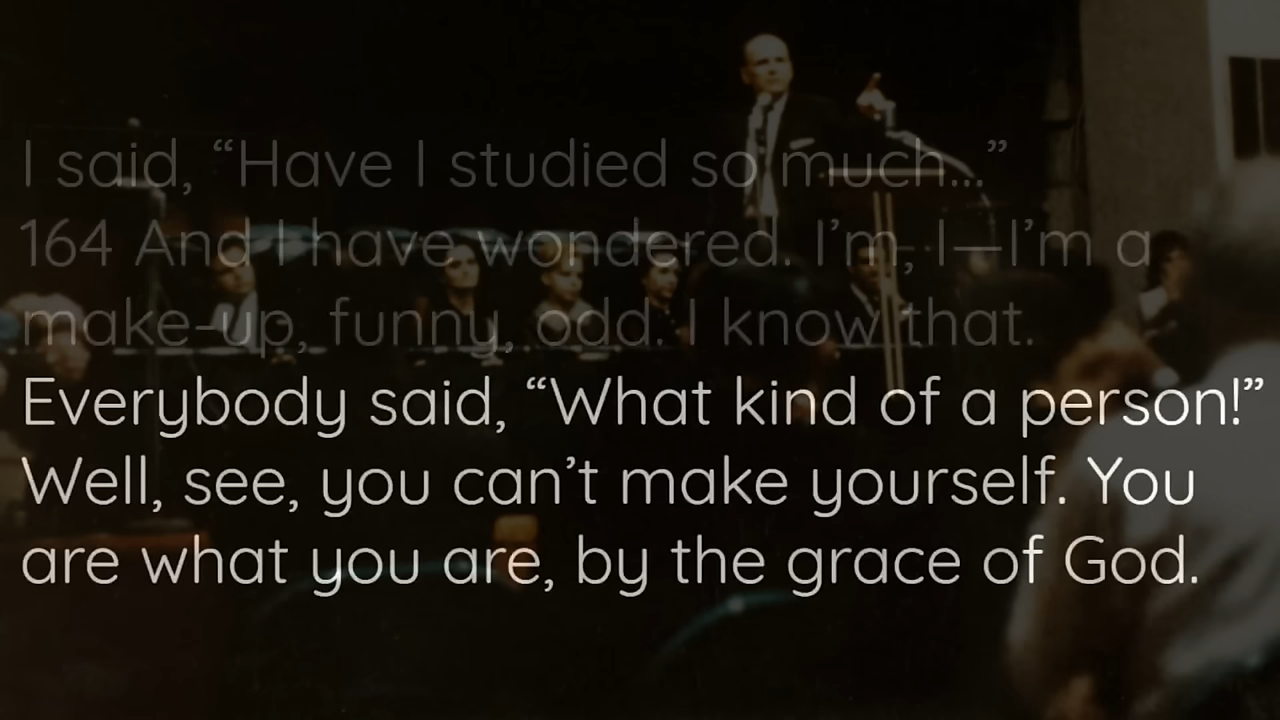 I said, “Have I studied so much...”
164 And I have wondered. I’m, I—I’m a
make-up, funny, odd. I know that.
Everybody said, “What kind of a person!”
Well, see, you can’t make yourself. You
are what you are, by the grace of God.